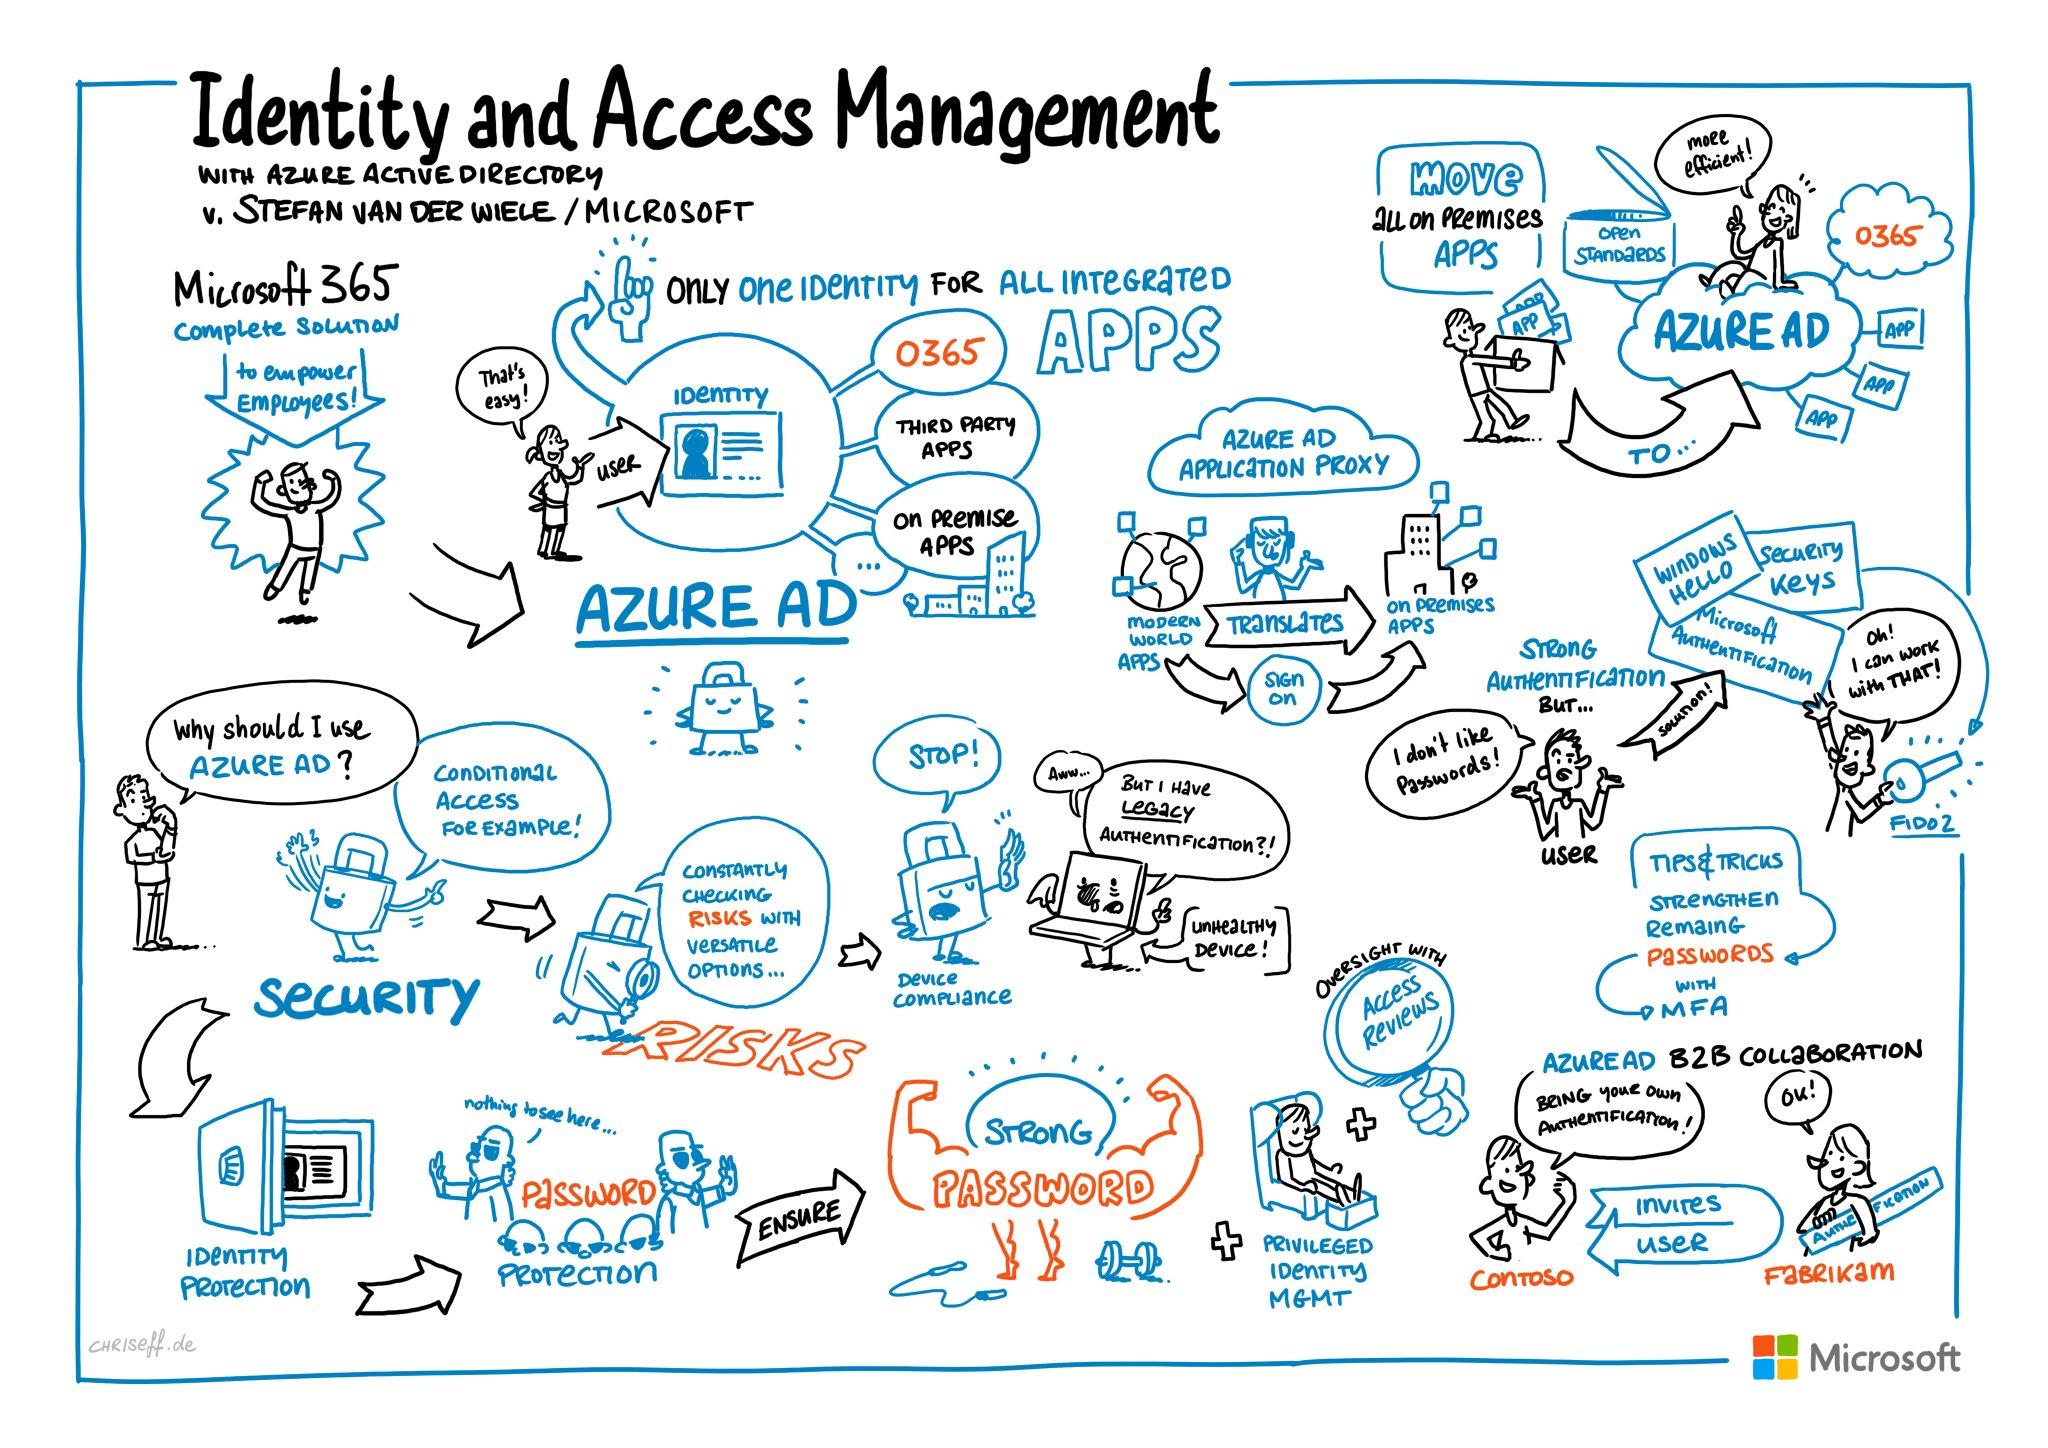 Identity and Access Management
WITH AZURE ACTIVE DIRECTORY
v. STEFAN VAN DER WIELE / MICROSOFT
Microsoft 365
Complete Solution
to empower
Employees!
ONLY ONE IDENTITY FOR ALL INTEGRATED
APPS
That's
easy!
USER
IDENTITY
O365
THIRD PARTY
APPS
ON PREMISE
APPS
...
AZURE AD
move
all on Premises
APPS
Open
Standards
more
efficient!
O365
APP
AZURE AD
APP
APP
APP
TO...
AZURE AD
APPLICATION PROXY
MODERN
WORLD
APPS
TRANSLATES
ON PREMISES
APPS
SIGN
ON
WINDOWS
HELLO
SECURITY
KEYS
Microsoft
AUTHENTIFICATION
STRONG
AUTHENTIFICATION
BUT...
I don't like
Passwords!
USER
SOLUTION!
Oh!
I can work
with THAT!
FIDO2
Why should I use
AZURE AD?
CONDITIONAL
ACCESS
FOR EXAMPLE!
SECURITY
CONSTANTLY
CHECKING
RISKS WITH
VERSATILE
OPTIONS...
RISKS
STOP!
DEVICE
COMPLIANCE
Aww...
BUT I HAVE
LEGACY
AUTHENTIFICATION?!
UNHEALTHY
DEVICE!
TIPS & TRICKS
STRENGTHEN
REMAING
PASSWORDS
WITH
MFA
IDENTITY
PROTECTION
nothing to see here...
PASSWORD
PROTECTION
ENSURE
STRONG
PASSWORD
PRIVILEGED
IDENTITY
MGMT
OVERSIGHT WITH
ACCESS
REVIEWS
AZURE AD B2B COLLABORATION
BEING YOUR OWN
AUTHENTIFICATION!
OK!
INVITES
USER
AUTHE
FICATION
CONTOSO
FABRIKAM
CHRISeff.de
Microsoft